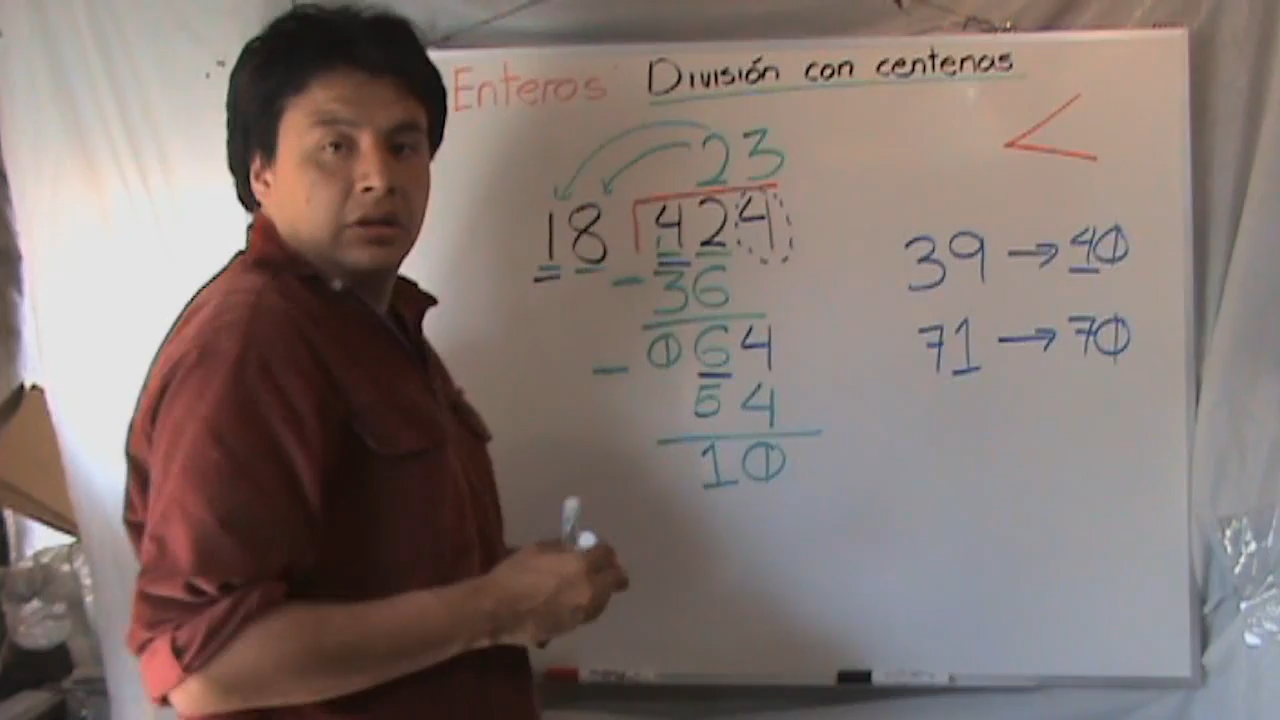 Enteros División con centenas
<
23
18 424
- 36
- 064
54
10
39 → 40
71 → 70